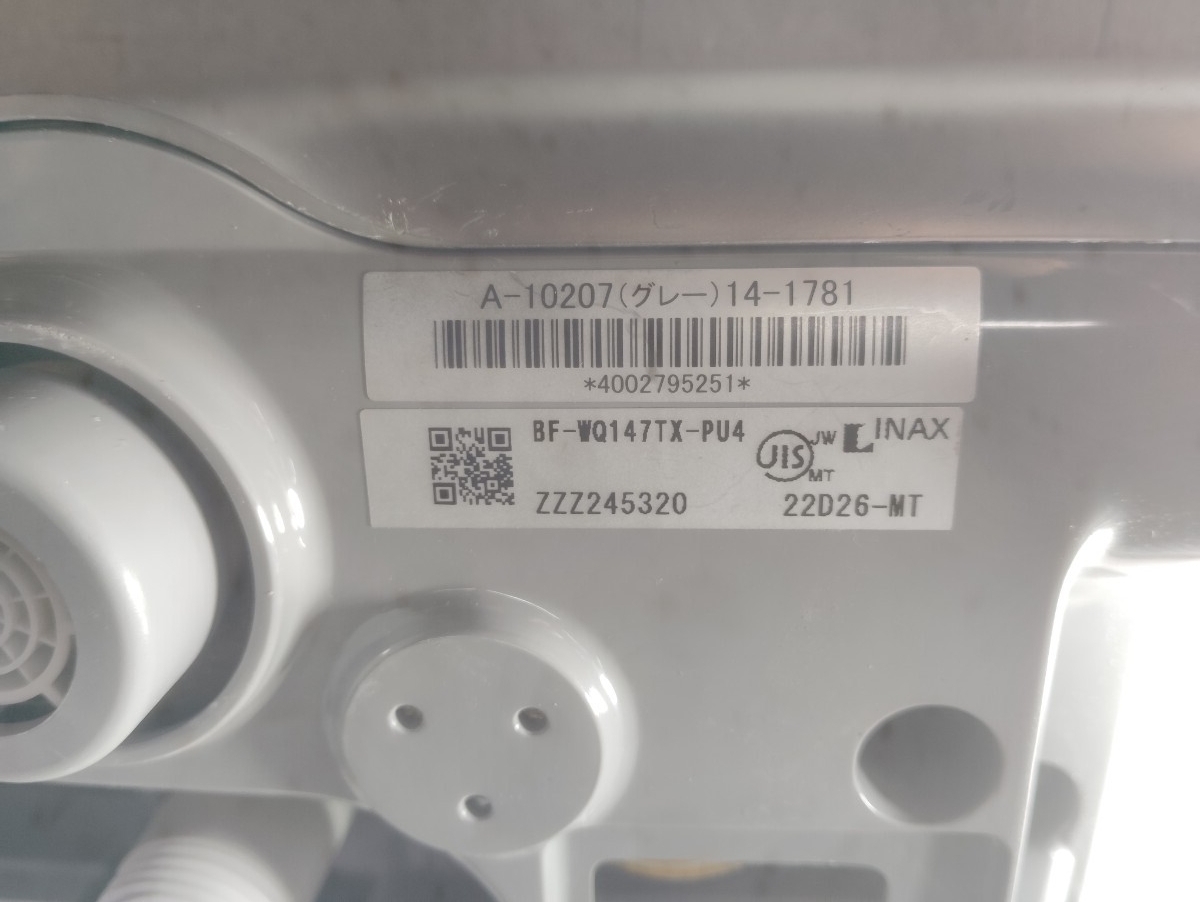 A-10207(グレー)14-1781
*4002795251*
BF-WQ147TX-PU4
JIS JW MT
INAX
ZZZ245320
22D26-MT